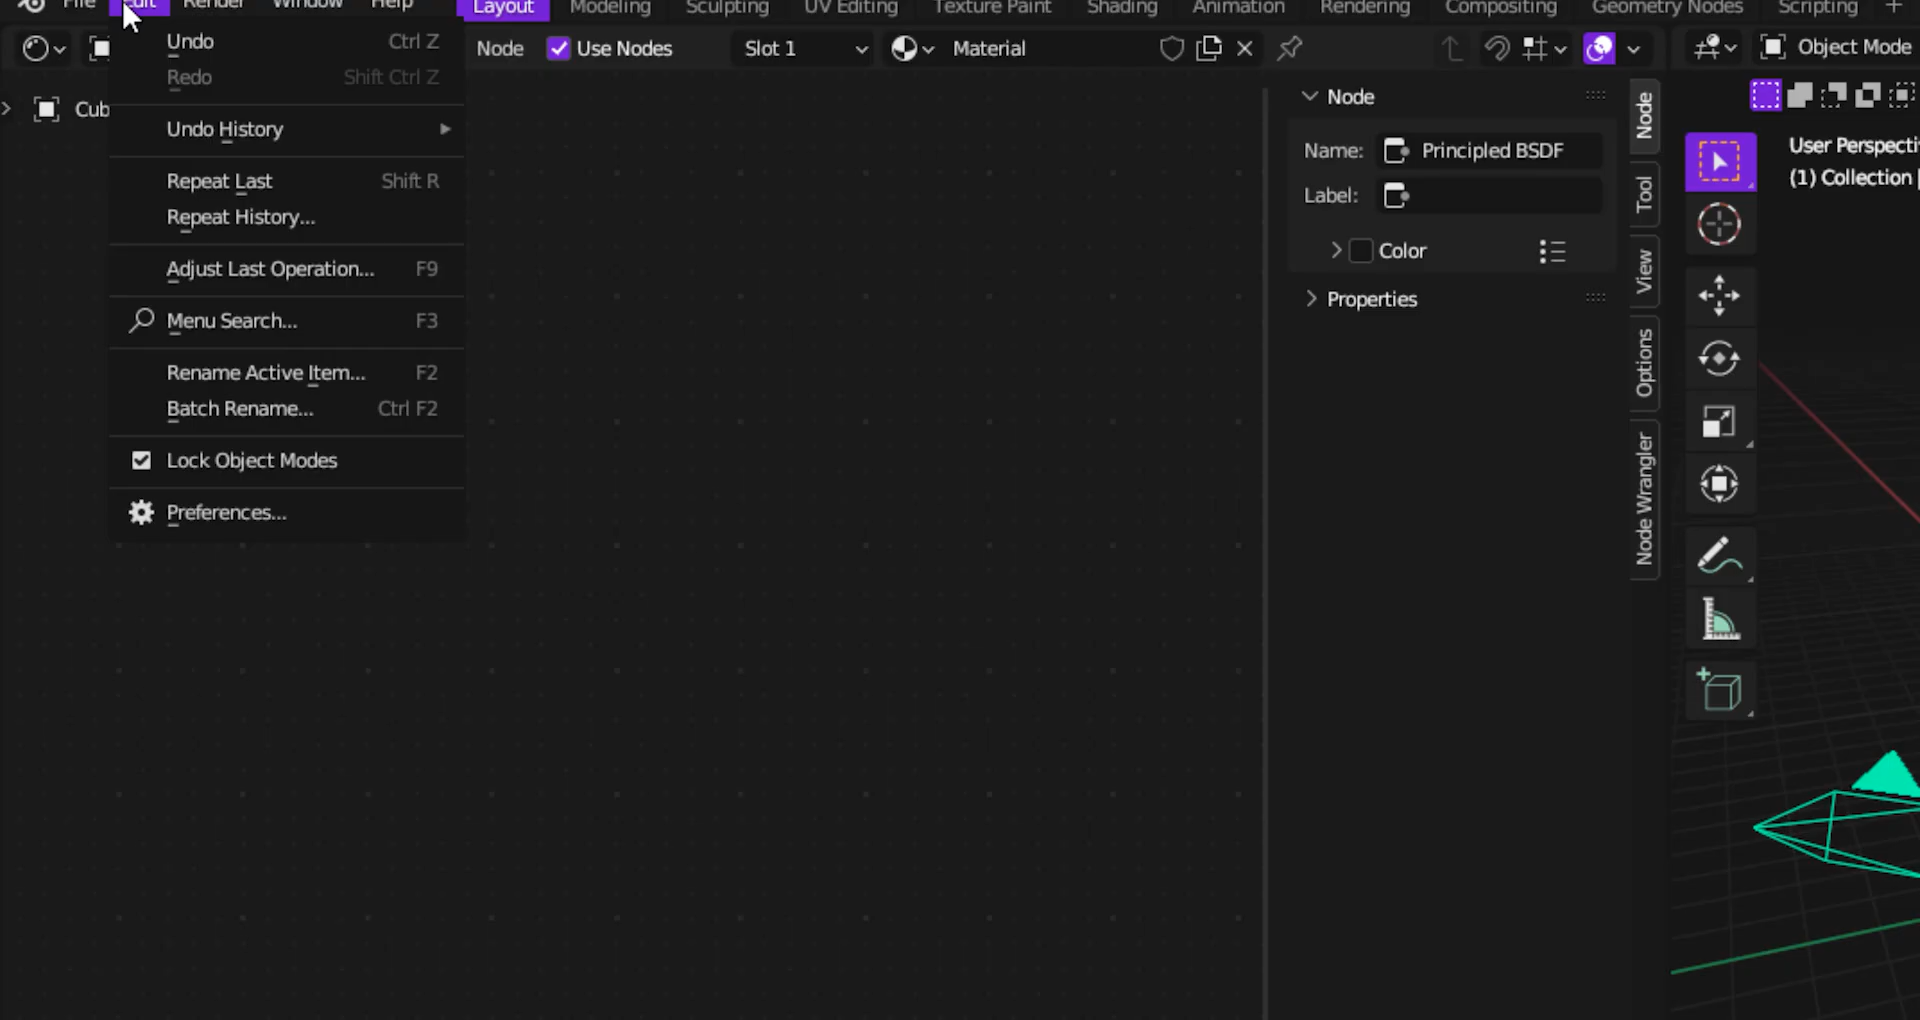 File Edit Render Window Help Layout Modeling Sculpting UV Editing Texture Paint Shading Animation Rendering Compositing Geometry Nodes Scripting +
Node Use Nodes Slot 1 Material Object Mode
Cub
Undo Ctrl Z
Redo Shift Ctrl Z
Undo History
Repeat Last Shift R
Repeat History...
Adjust Last Operation... F9
Menu Search... F3
Rename Active Item... F2
Batch Rename... Ctrl F2
Lock Object Modes
Preferences...
Node
Name: Principled BSDF
Label:
Color
Properties
Node
Tool
View
Options
Node Wrangler
User Perspecti
(1) Collection |